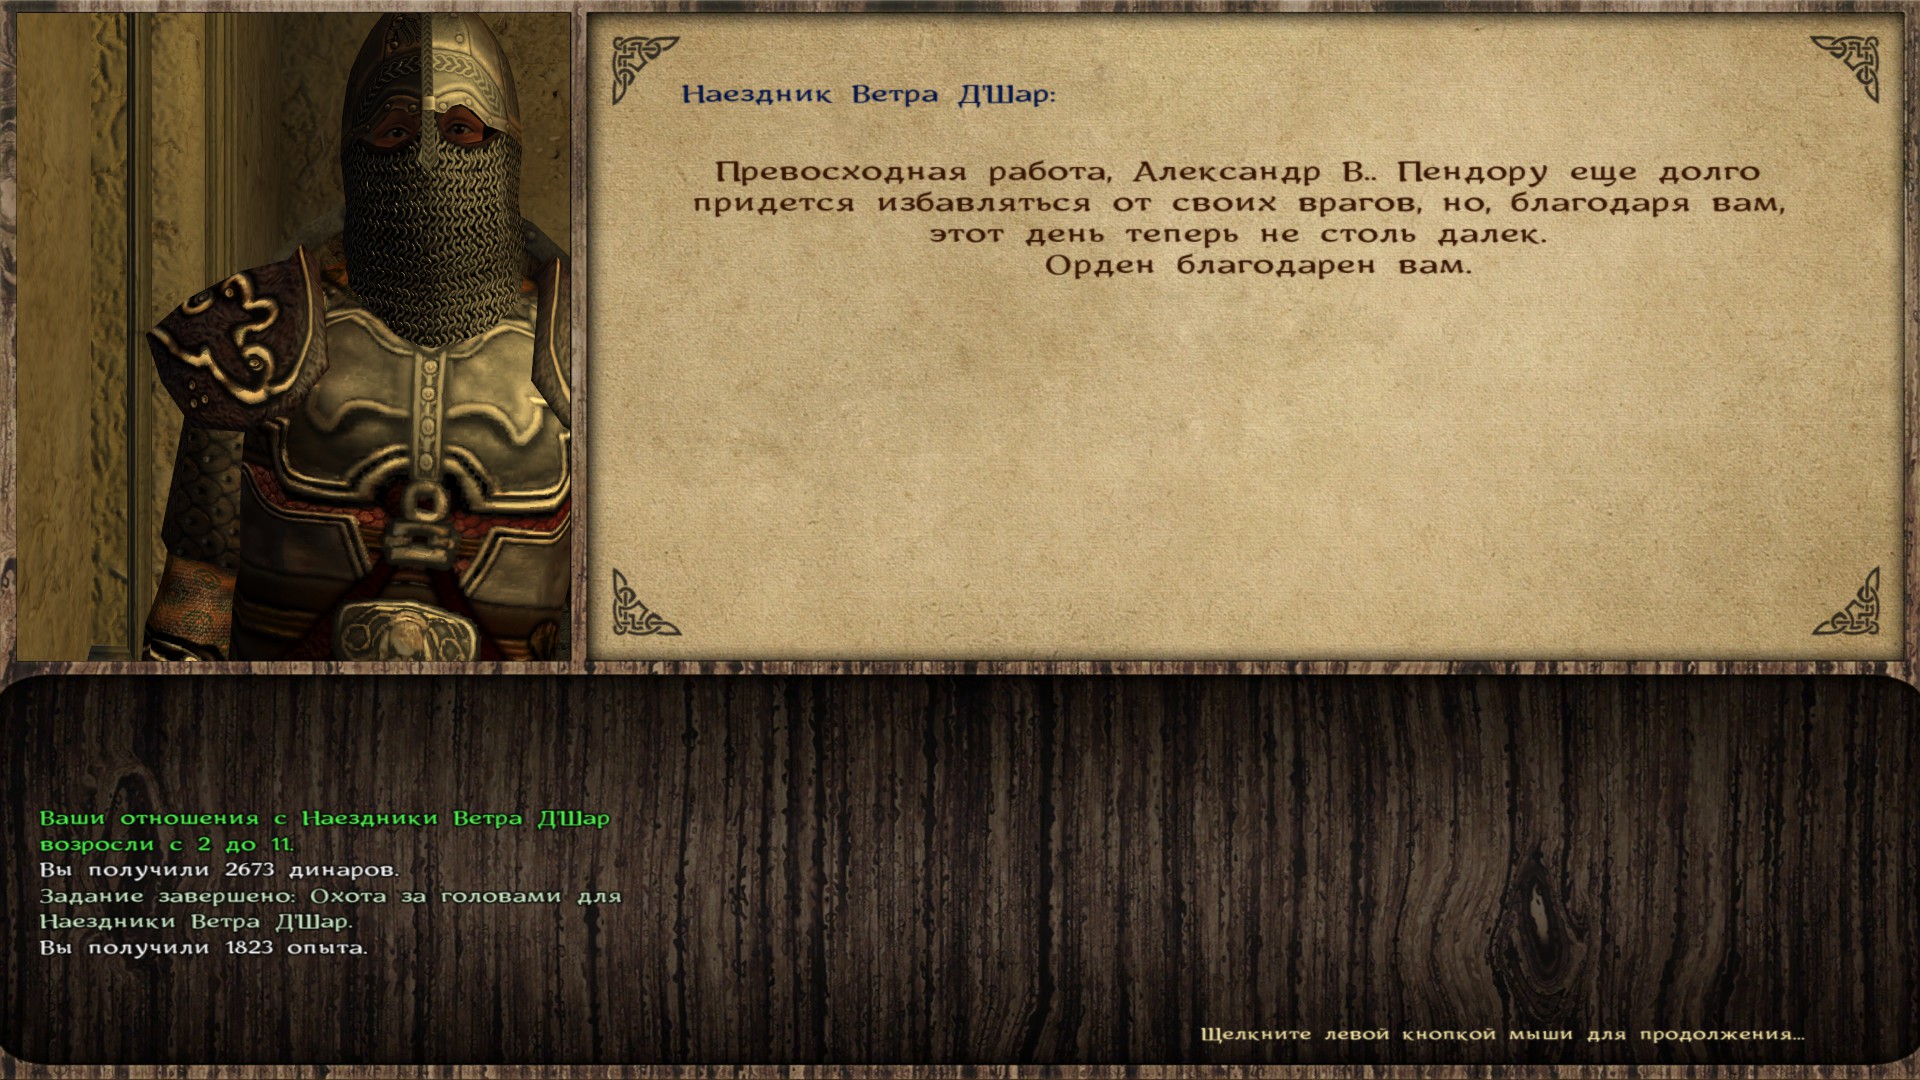 Наездник Ветра Д'Шар:
Превосходная работа, Александр В.. Пендору еще долго
придется избавляться от своих врагов, но, благодаря вам,
этот день теперь не столь далек.
Орден благодарен вам.
Ваши отношения с Наездники Ветра Д'Шар
возросли с 2 до 11.
Вы получили 2673 динаров.
Задание завершено: Охота за головами для
Наездники Ветра Д'Шар.
Вы получили 1823 опыта.
Щелкните левой кнопкой мыши для продолжения...